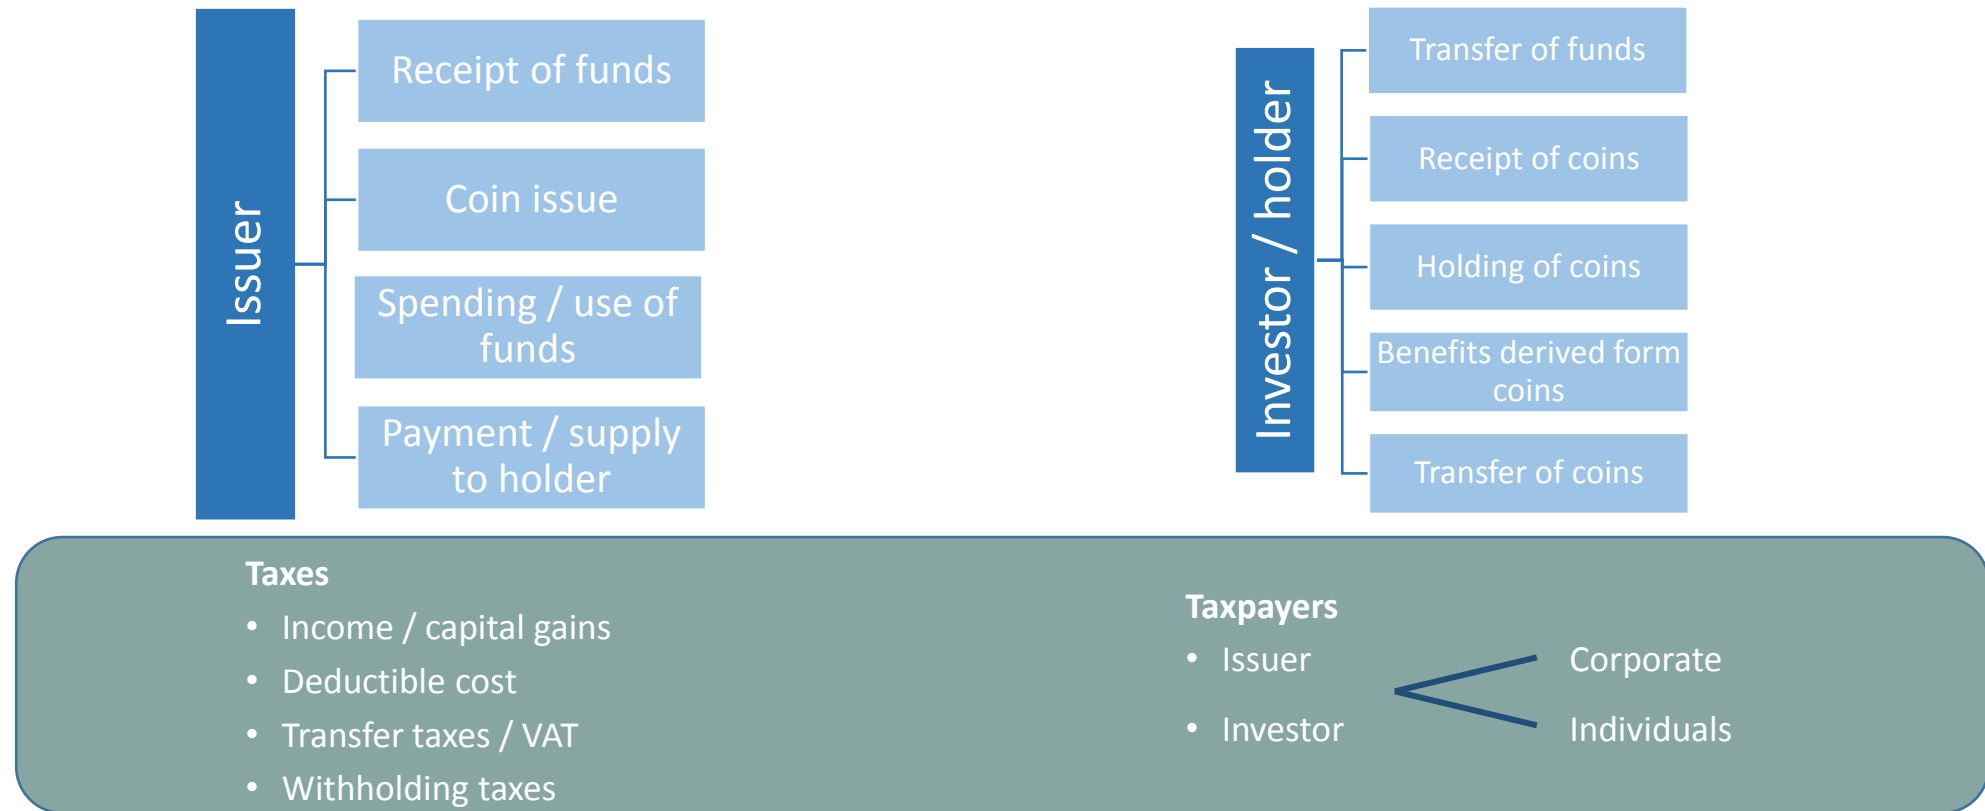 Issuer
Receipt of funds
Coin issue
Spending / use of
funds
Payment / supply
to holder
Investor / holder
Transfer of funds
Receipt of coins
Holding of coins
Benefits derived form
coins
Transfer of coins
Taxes
• Income / capital gains
• Deductible cost
• Transfer taxes / VAT
• Withholding taxes
Taxpayers
• Issuer
• Investor
Corporate
Individuals